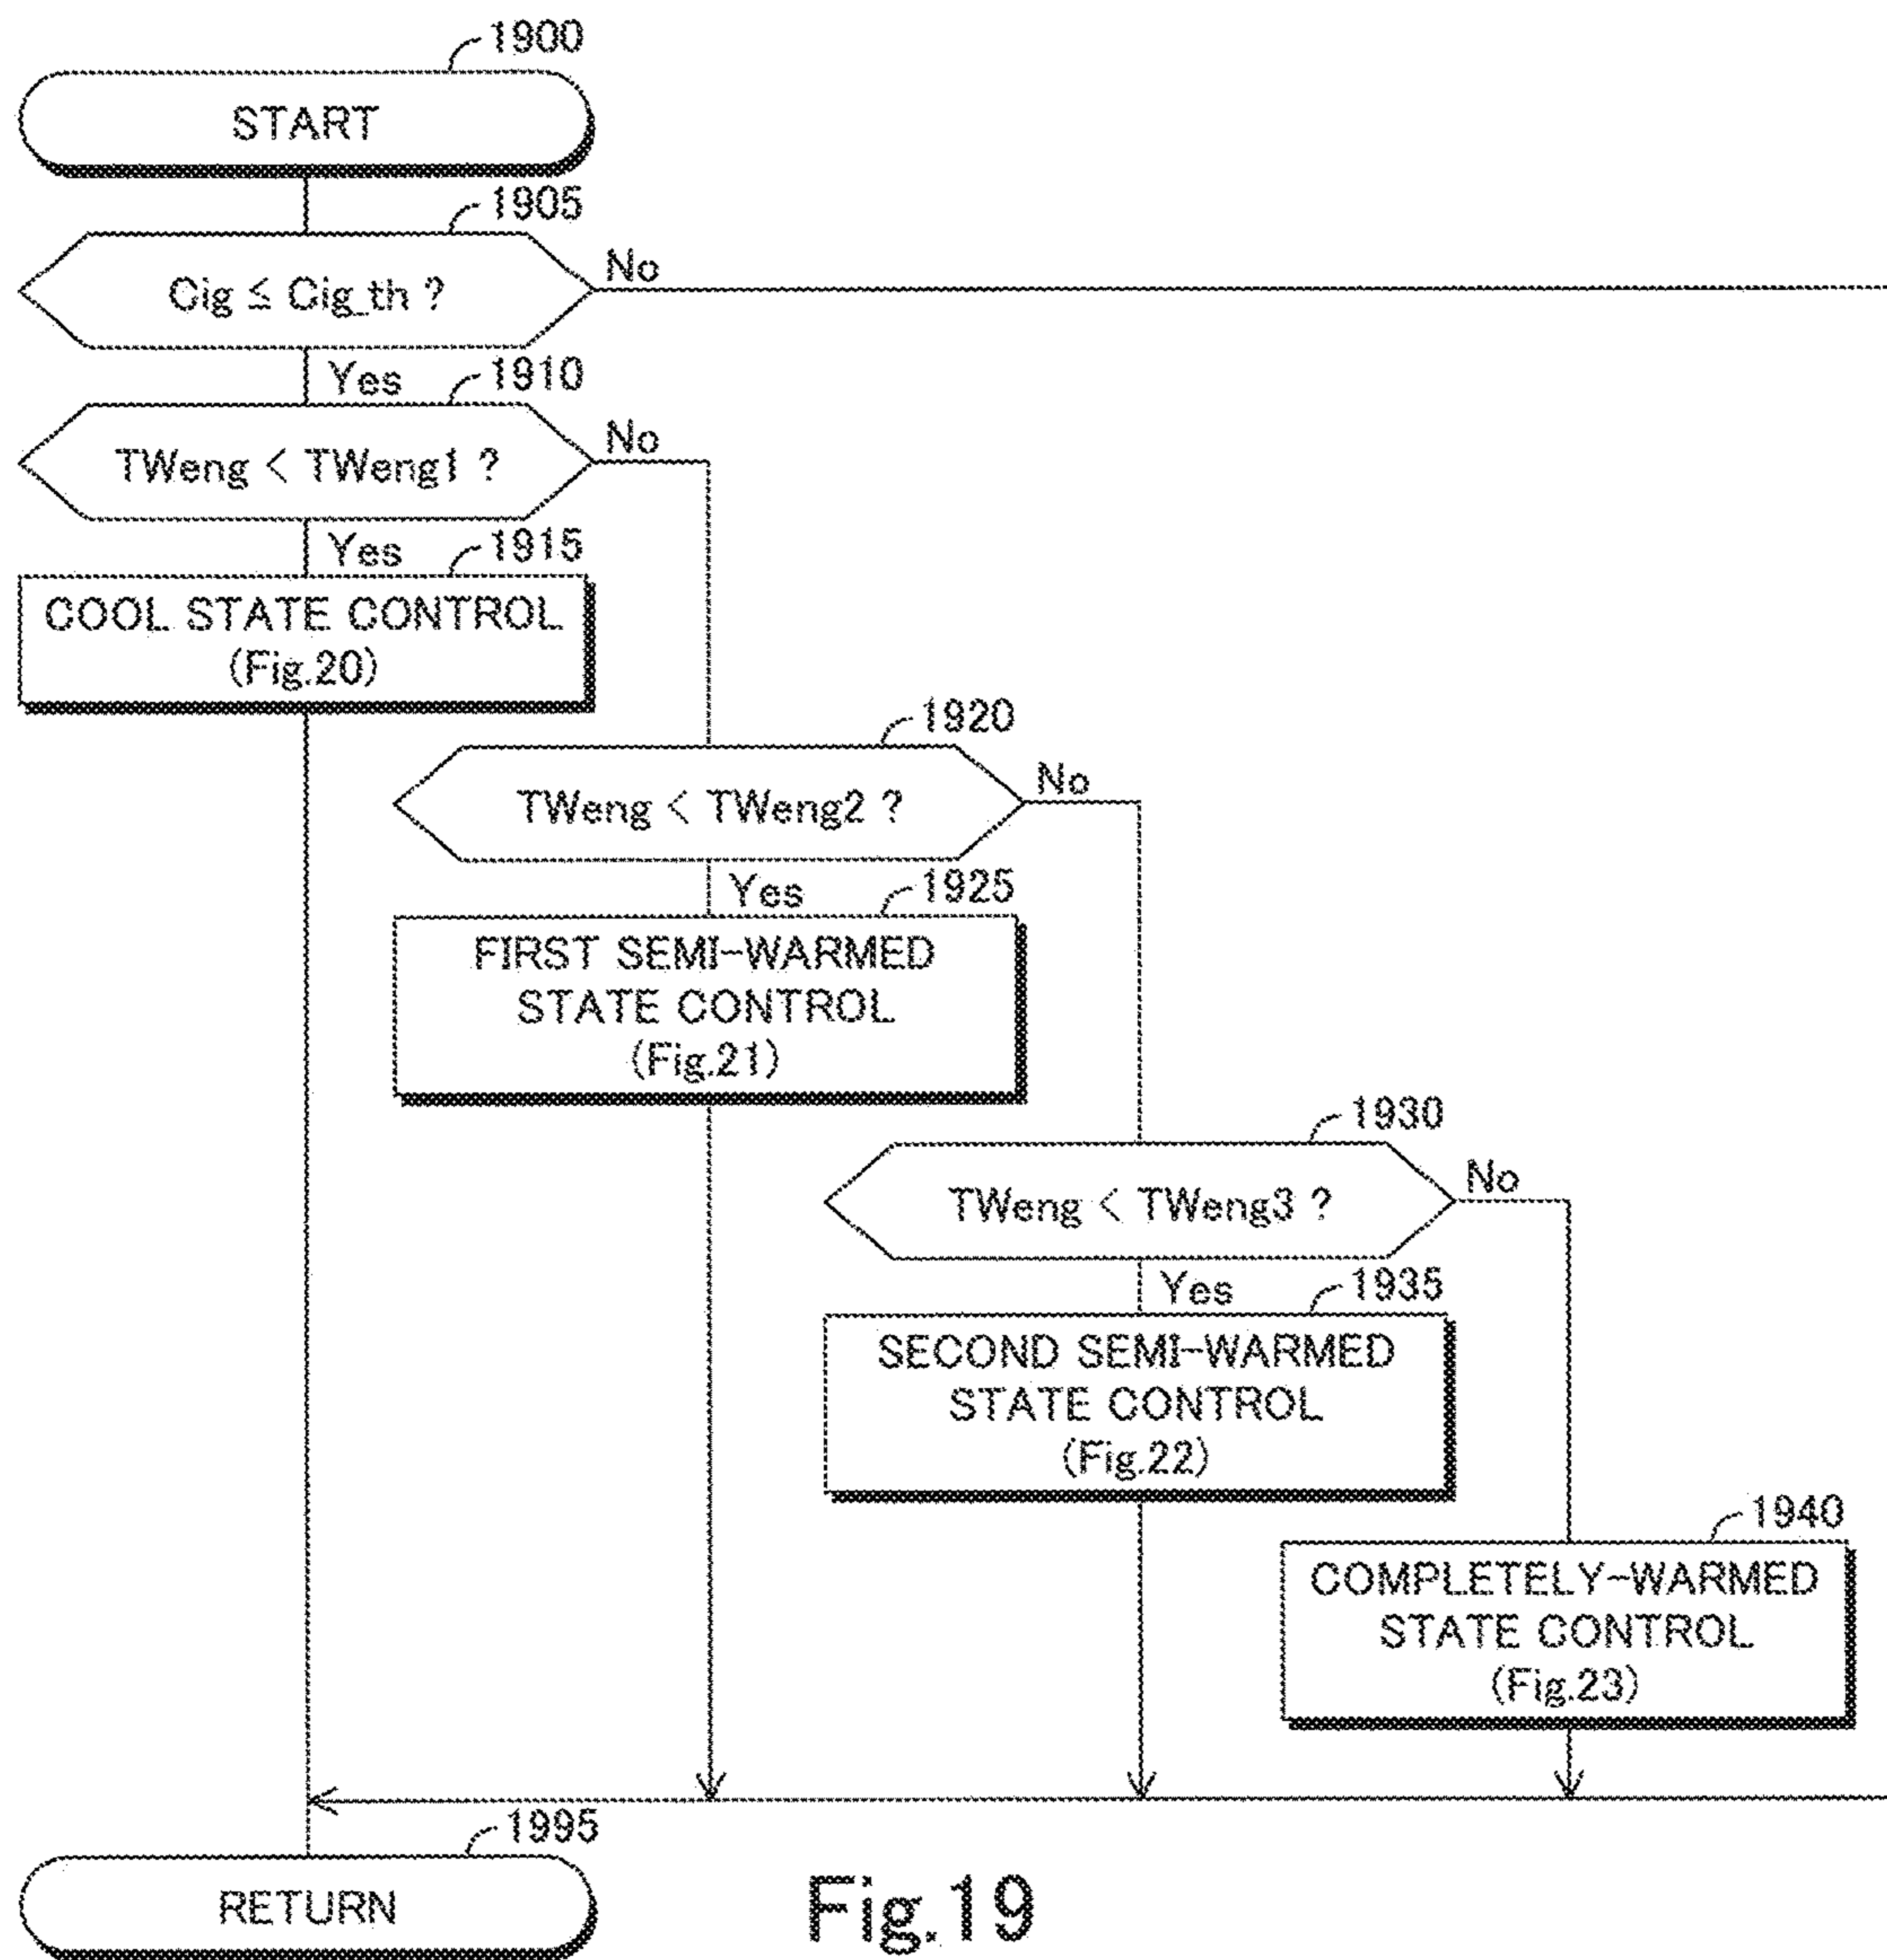 1900
START
1905
Cig ≤ Cig_th ?
No
Yes
1910
TWeng < TWeng1 ?
No
Yes
1915
COOL STATE CONTROL
(Fig.20)
1920
TWeng < TWeng2 ?
No
Yes
1925
FIRST SEMI-WARMED
STATE CONTROL
(Fig.21)
1930
TWeng < TWeng3 ?
No
Yes
1935
SECOND SEMI-WARMED
STATE CONTROL
(Fig.22)
1940
COMPLETELY-WARMED
STATE CONTROL
(Fig.23)
1995
RETURN
Fig.19